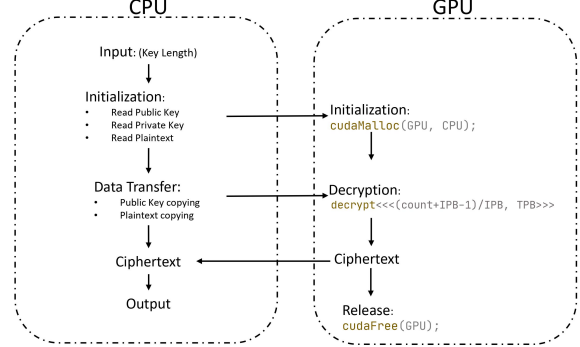 CPU
Input: (Key Length)
Initialization:
• Read Public Key
• Read Private Key
• Read Plaintext
Data Transfer:
• Public Key copying
• Plaintext copying
Ciphertext
Output
GPU
Initialization:
cudaMalloc(GPU, CPU);
Decryption:
decrypt<<<(count+IPB-1)/IPB, TPB>>>
Ciphertext
Release:
cudaFree(GPU);